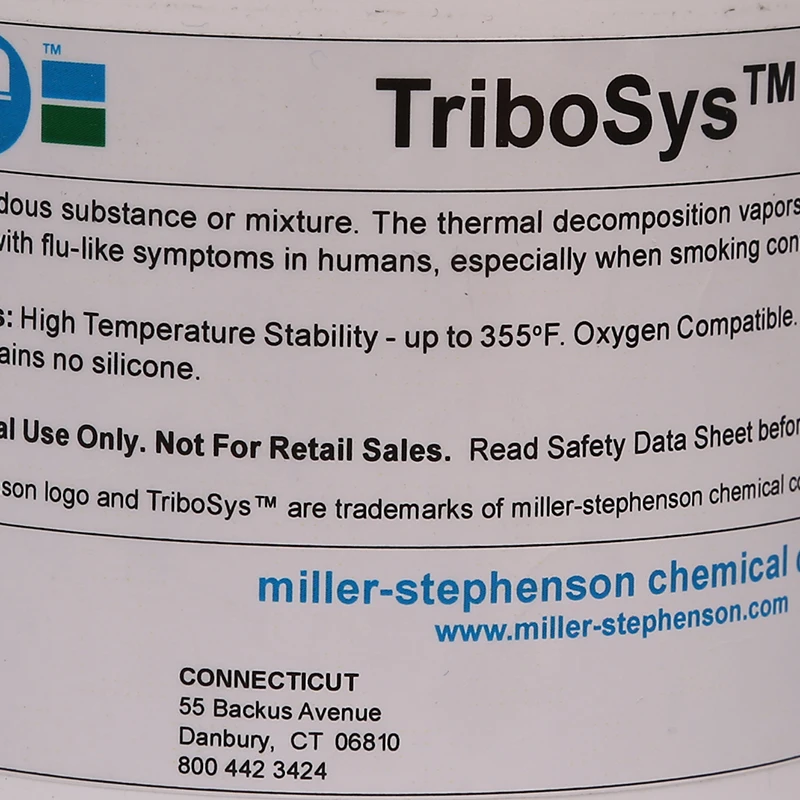 TM
TriboSys™
dous substance or mixture. The thermal decomposition vapors
with flu-like symptoms in humans, especially when smoking con
s: High Temperature Stability - up to 355ºF. Oxygen Compatible.
ains no silicone.
al Use Only. Not For Retail Sales. Read Safety Data Sheet befor
son logo and TriboSys™ are trademarks of miller-stephenson chemical co
miller-stephenson chemical c
www.miller-stephenson.com
CONNECTICUT
55 Backus Avenue
Danbury, CT 06810
800 442 3424